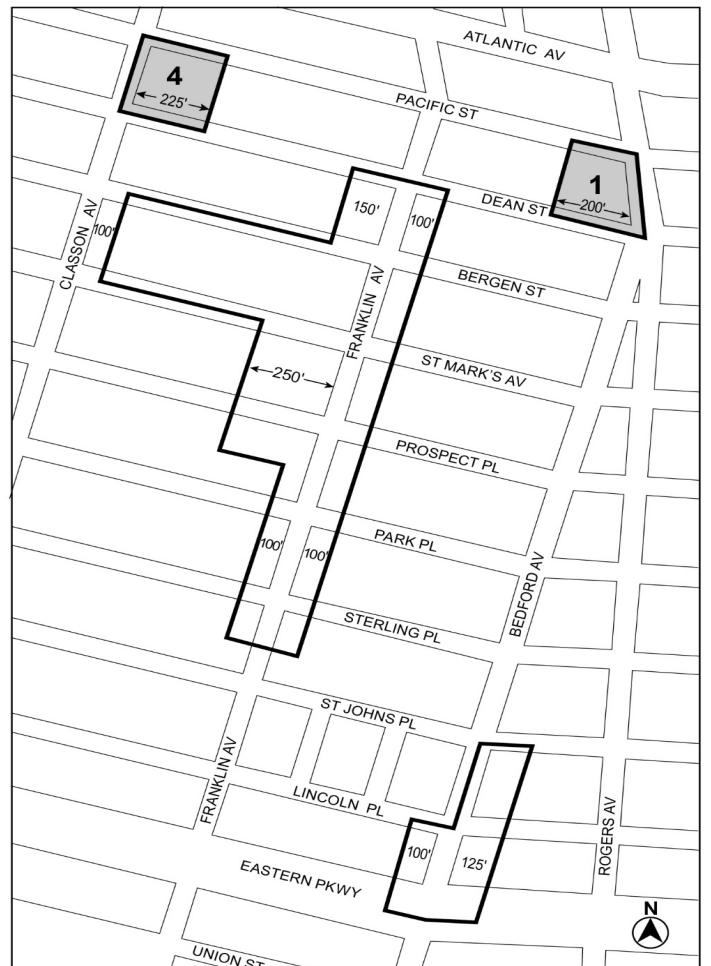 ATLANTIC AV
4
225'
PACIFIC ST
1
200'
DEAN ST
150'
100'
100'
CLASSON AV
BERGEN ST
FRANKLIN AV
ST MARK'S AV
250'
PROSPECT PL
100'
100'
PARK PL
BEDFORD AV
STERLING PL
ST JOHNS PL
FRANKLIN AV
LINCOLN PL
ROGERS AV
100'
125'
EASTERN PKWY
N
UNION ST